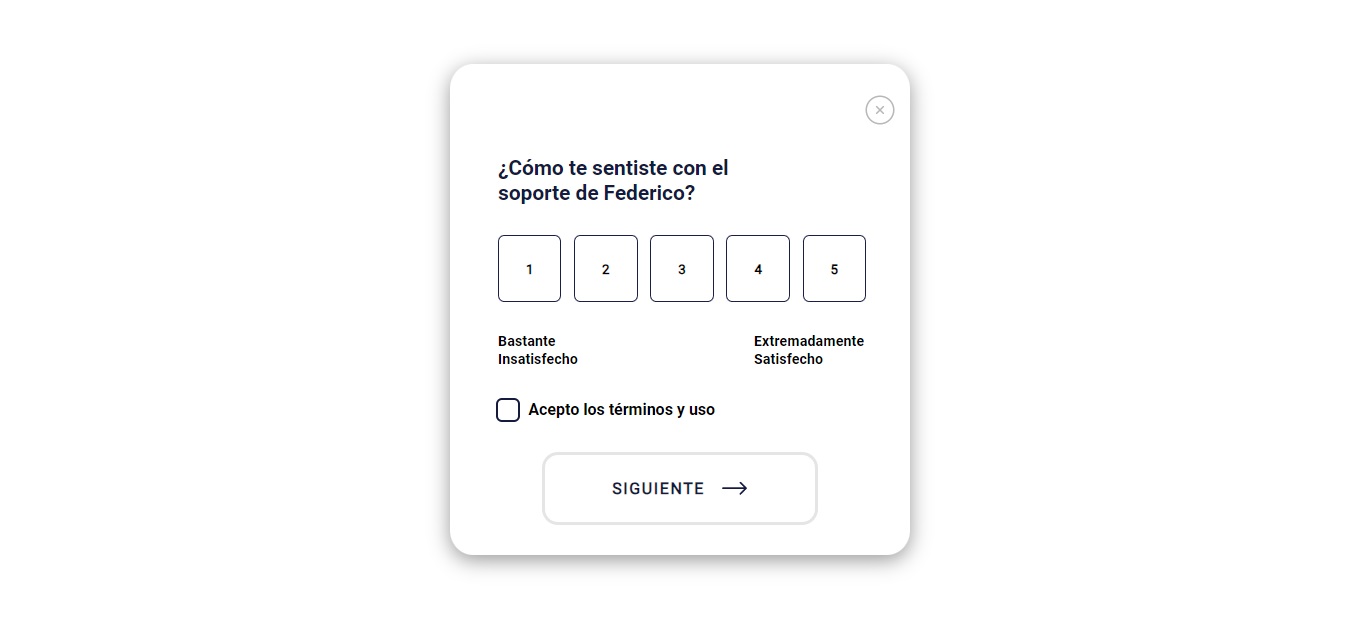 ¿Cómo te sentiste con el
soporte de Federico?
1 2 3 4 5
Bastante
Insatisfecho
Extremadamente
Satisfecho
Acepto los términos y uso
SIGUIENTE